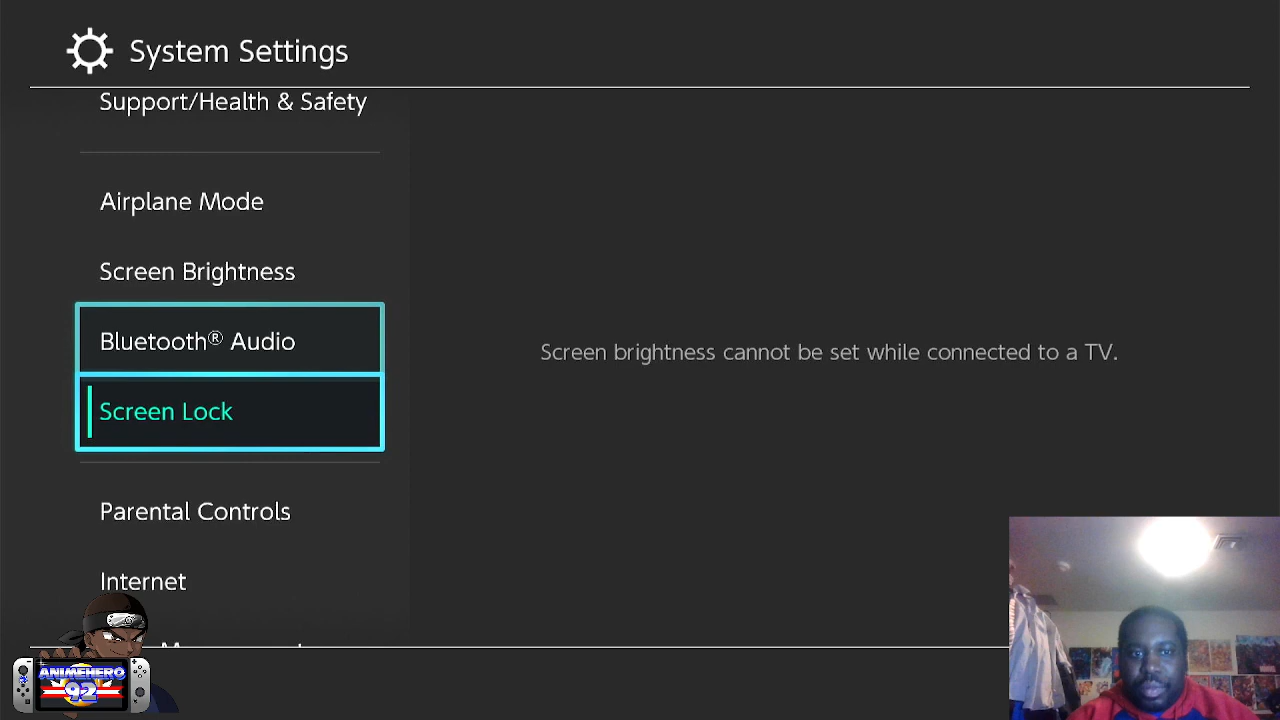 System Settings
Support/Health & Safety
Airplane Mode
Screen Brightness
Bluetooth® Audio
Screen Lock
Screen brightness cannot be set while connected to a TV.
Parental Controls
Internet
ANIMEHERO
92